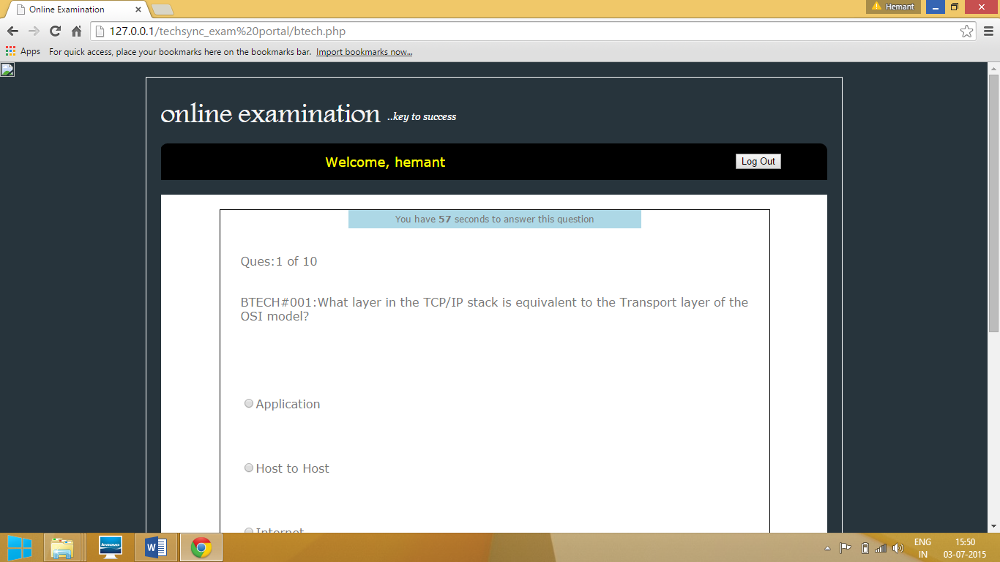 Online Examination
Hemant
127.0.0.1/techsync_exam%20portal/btech.php
Apps For quick access, place your bookmarks here on the bookmarks bar. Import bookmarks now...
online examination ..key to success
Welcome, hemant
Log Out
You have 57 seconds to answer this question
Ques:1 of 10
BTECH#001:What layer in the TCP/IP stack is equivalent to the Transport layer of the
OSI model?
Application
Host to Host
Internet
lenovo
ENG
IN
15:50
03-07-2015